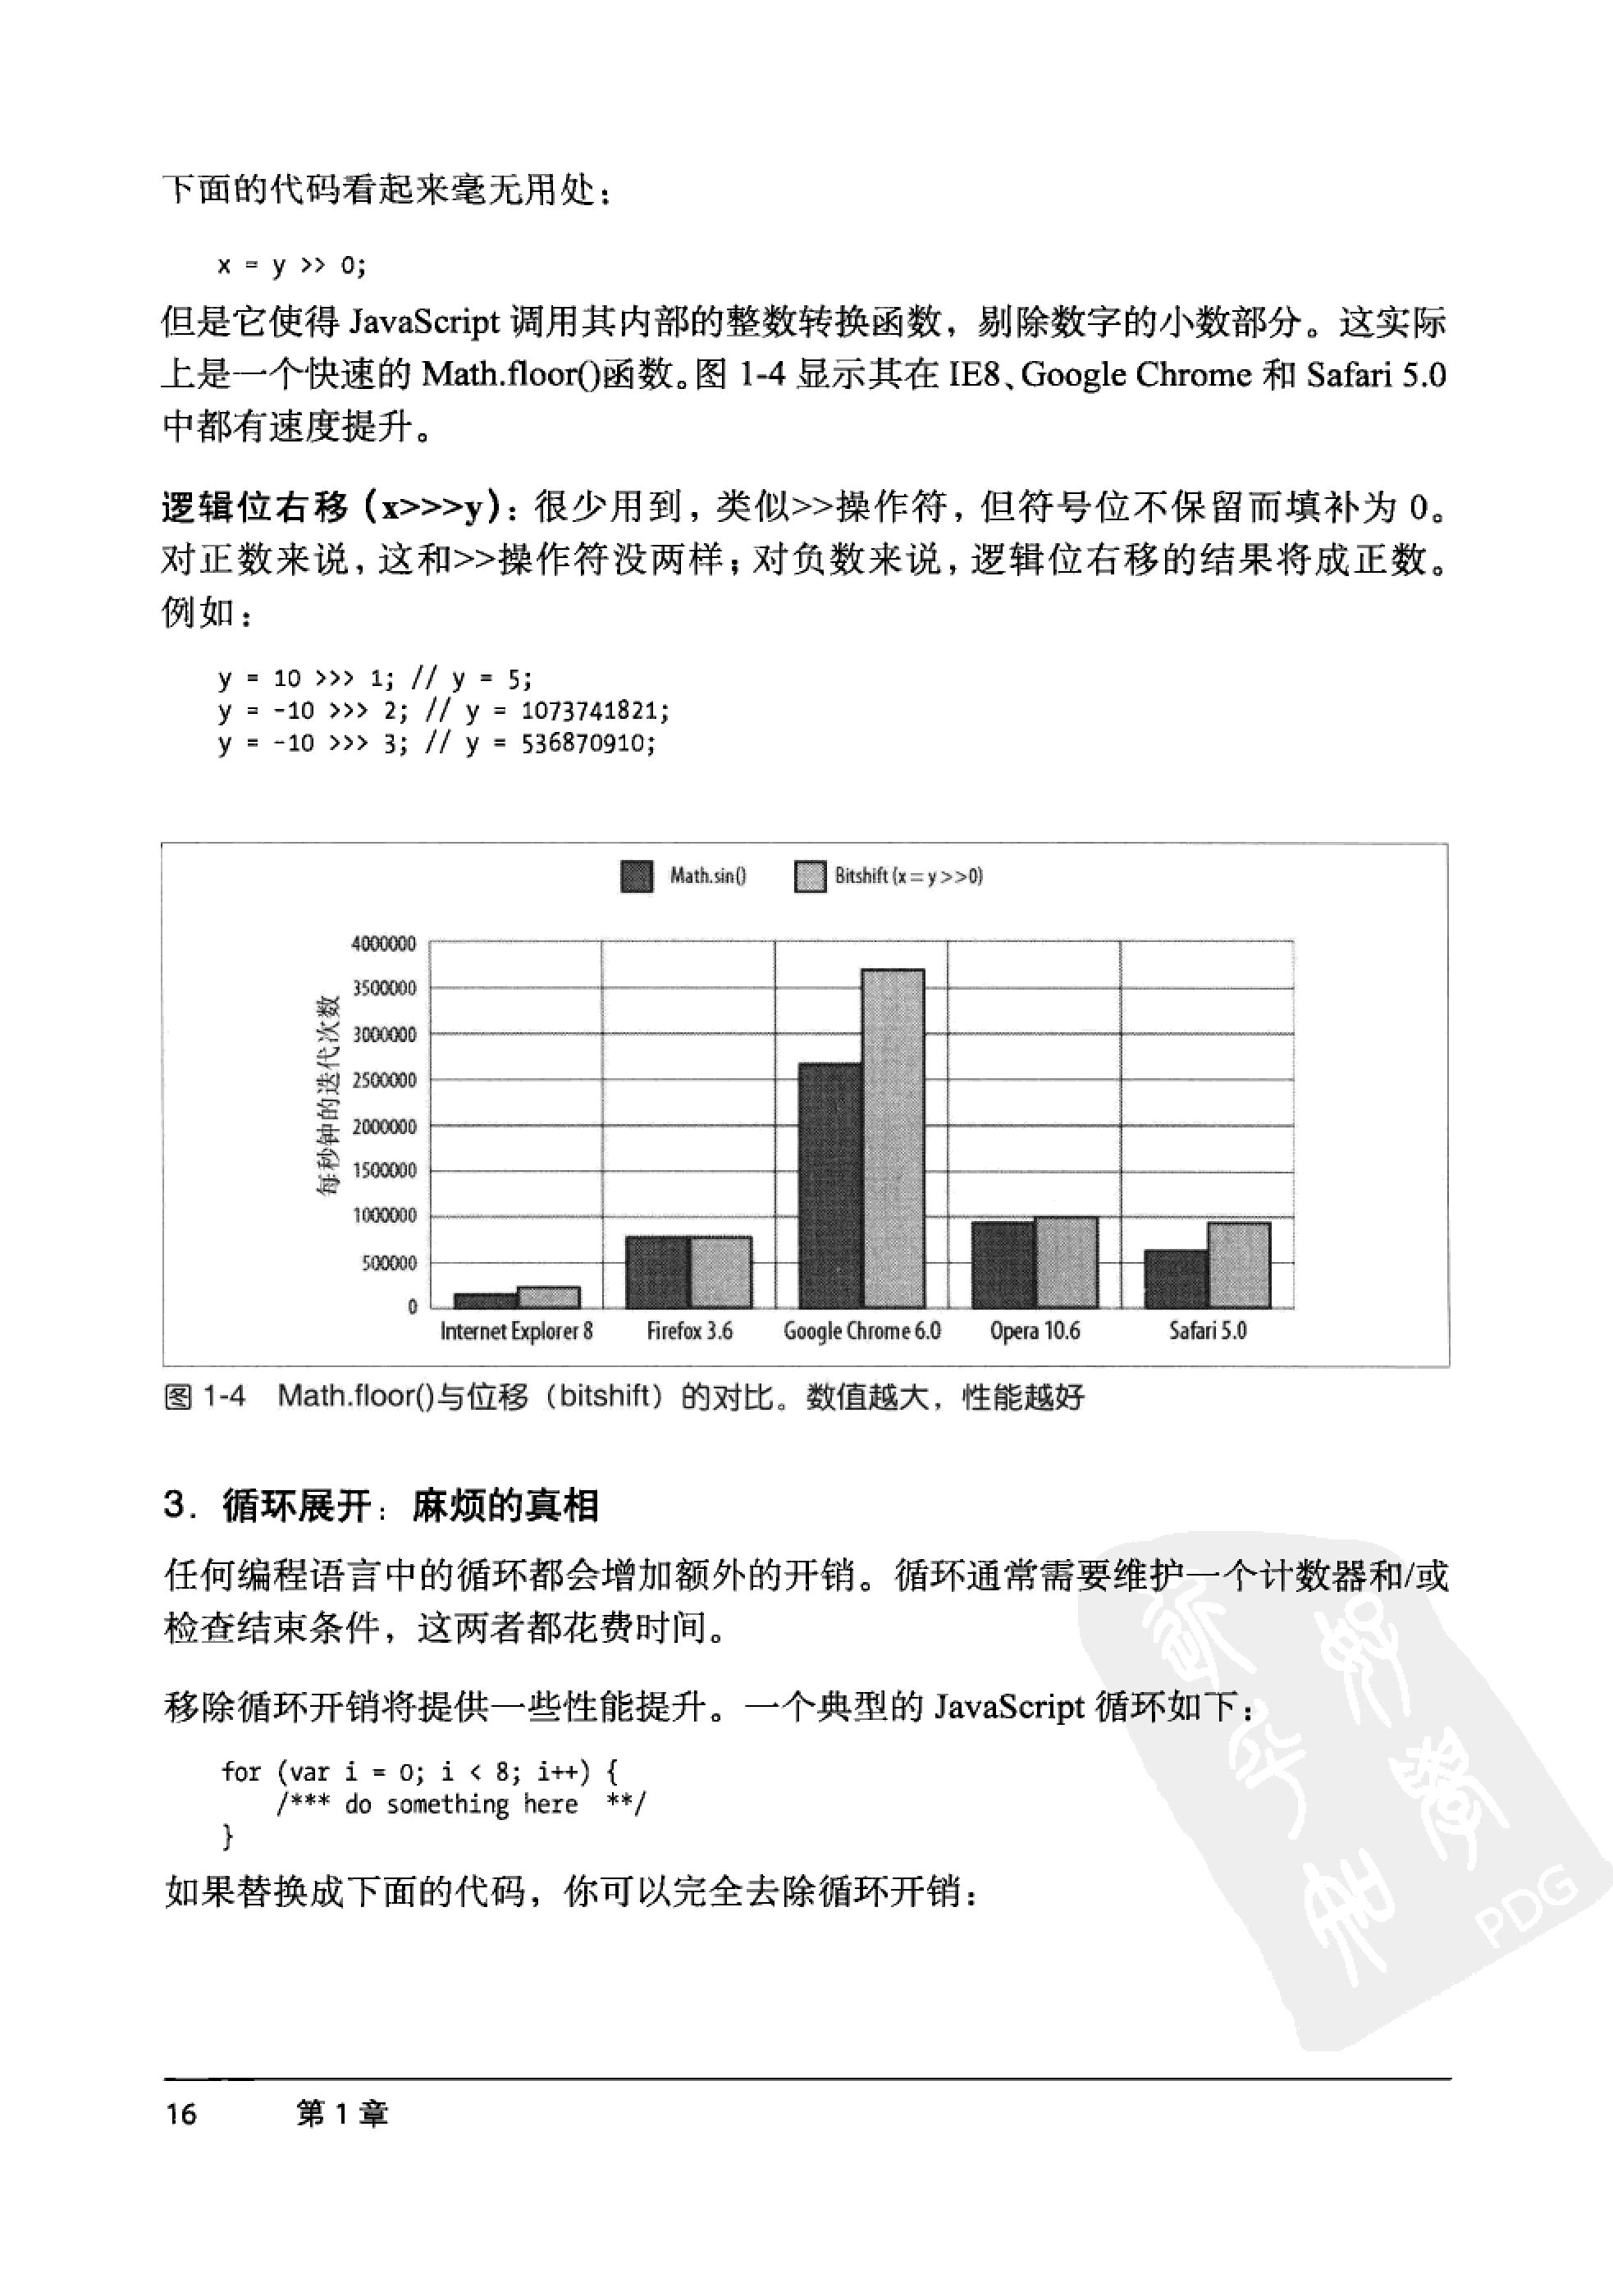 下面的代码看起来毫无用处：
x = y >> 0;
但是它使得 JavaScript 调用其内部的整数转换函数，剔除数字的小数部分。这实际
上是一个快速的 Math.floor()函数。图 1-4 显示其在 IE8、Google Chrome 和 Safari 5.0
中都有速度提升。
逻辑位右移（x>>>y）：很少用到，类似>>操作符，但符号位不保留而填补为 0。
对正数来说，这和>>操作符没两样；对负数来说，逻辑位右移的结果将成正数。
例如：
y = 10 >>> 1; // y = 5;
y = -10 >>> 2; // y = 1073741821;
y = -10 >>> 3; // y = 536870910;
Math.sin() Bitshift (x = y >>0)
每秒钟的迭代次数
4000000
3500000
3000000
2500000
2000000
1500000
1000000
500000
0
Internet Explorer 8 Firefox 3.6 Google Chrome 6.0 Opera 10.6 Safari 5.0
图 1-4 Math.floor()与位移（bitshift）的对比。数值越大，性能越好
3. 循环展开：麻烦的真相
任何编程语言中的循环都会增加额外的开销。循环通常需要维护一个计数器和/或
检查结束条件，这两者都花费时间。
移除循环开销将提供一些性能提升。一个典型的 JavaScript 循环如下：
for (var i = 0; i < 8; i++) {
/*** do something here **/
}
如果替换成下面的代码，你可以完全去除循环开销：
PDG
16 第 1 章